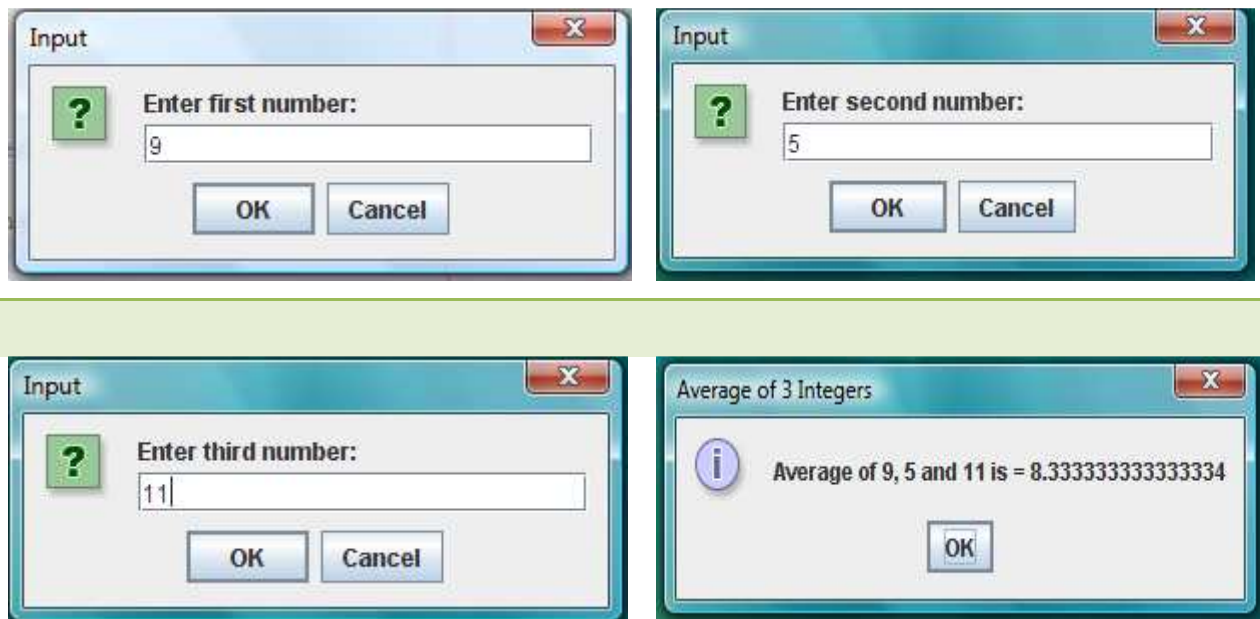 Input
Enter first number:
9
OK Cancel
Input
Enter second number:
5
OK Cancel
Input
Enter third number:
11
OK Cancel
Average of 3 Integers
Average of 9, 5 and 11 is = 8.333333333333334
OK